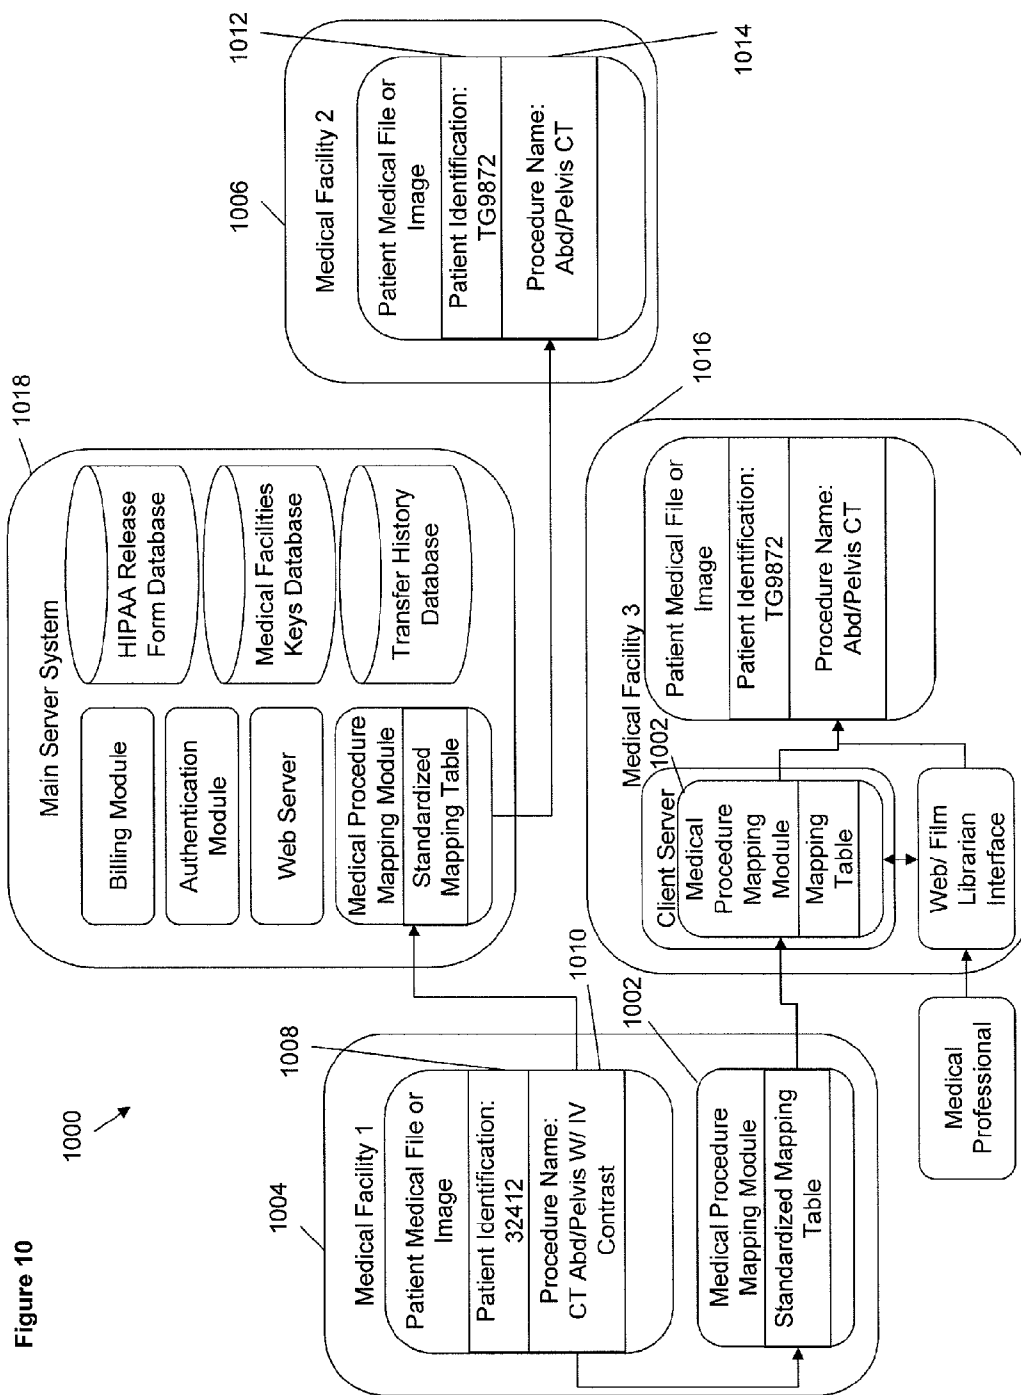 Figure 10
1000
1004
Medical Facility 1
Patient Medical File or
Image
Patient Identification:
32412
Procedure Name:
CT Abd/Pelvis W/ IV
Contrast
1008
1010
1002
Medical Procedure
Mapping Module
Standardized Mapping
Table
Main Server System
1018
Billing Module
Authentication
Module
Web Server
Medical Procedure
Mapping Module
Standardized
Mapping Table
HIPAA Release
Form Database
Medical Facilities
Keys Database
Transfer History
Database
1006
Medical Facility 2
Patient Medical File or
Image
Patient Identification:
TG9872
Procedure Name:
Abd/Pelvis CT
1012
1014
1016
Medical Facility 3
1002
Client Server
Medical
Procedure
Mapping
Module
Mapping
Table
Web/ Film
Librarian
Interface
Medical
Professional
Patient Medical File or
Image
Patient Identification:
TG9872
Procedure Name:
Abd/Pelvis CT